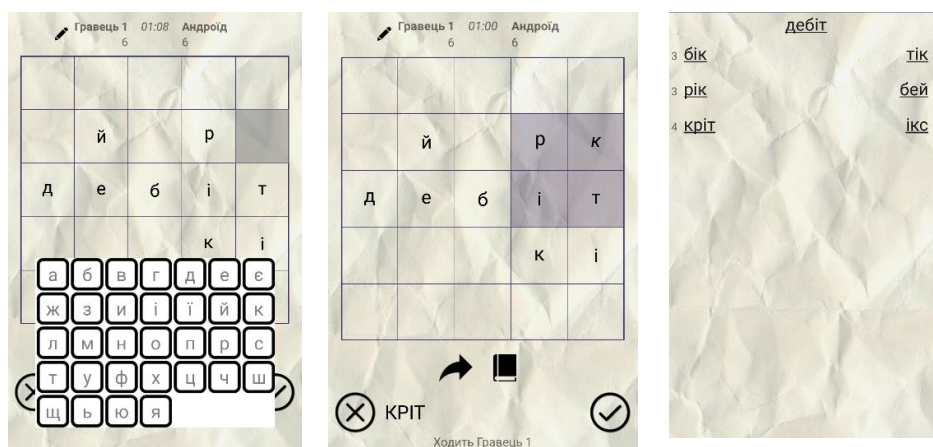 Гравець 1 01:08 Андроїд
6 6
й р
д е б і т
к і
а б в г д е є
ж з и і ї й к
л м н о п р с
т у ф х ц ч ш
щ ь ю я
Гравець 1 01:00 Андроїд
6 6
й р к
д е б і т
к і
КРІТ
Ходить Гравець 1
дебіт
3 бік тік
3 рік бей
4 кріт ікс